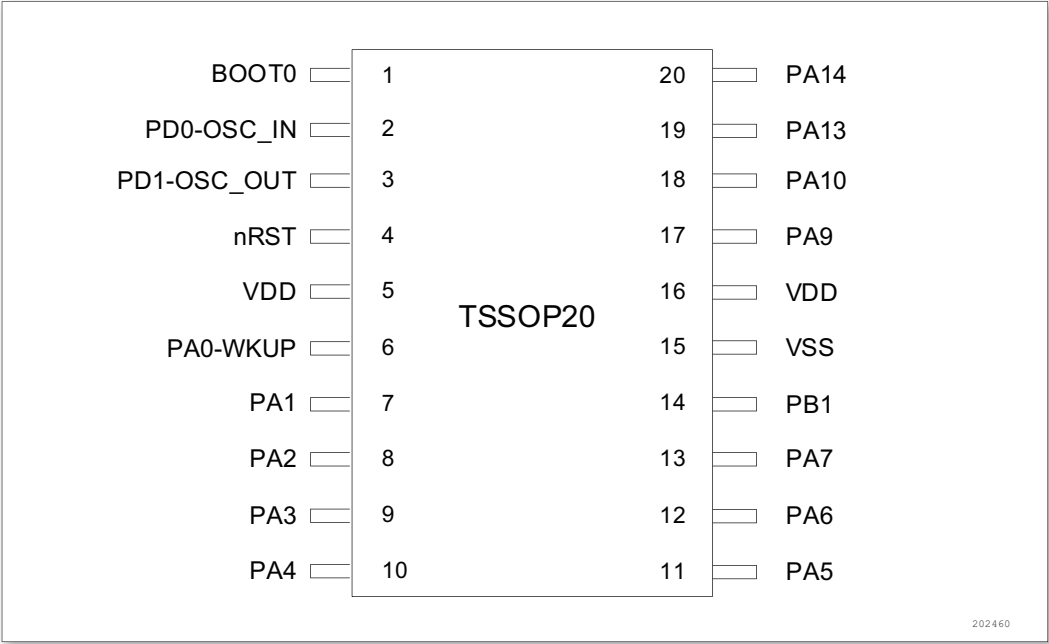 BOOT0 1 20 PA14
PD0-OSC_IN 2 19 PA13
PD1-OSC_OUT 3 18 PA10
nRST 4 17 PA9
VDD 5 16 VDD
TSSOP20
PA0-WKUP 6 15 VSS
PA1 7 14 PB1
PA2 8 13 PA7
PA3 9 12 PA6
PA4 10 11 PA5
202460